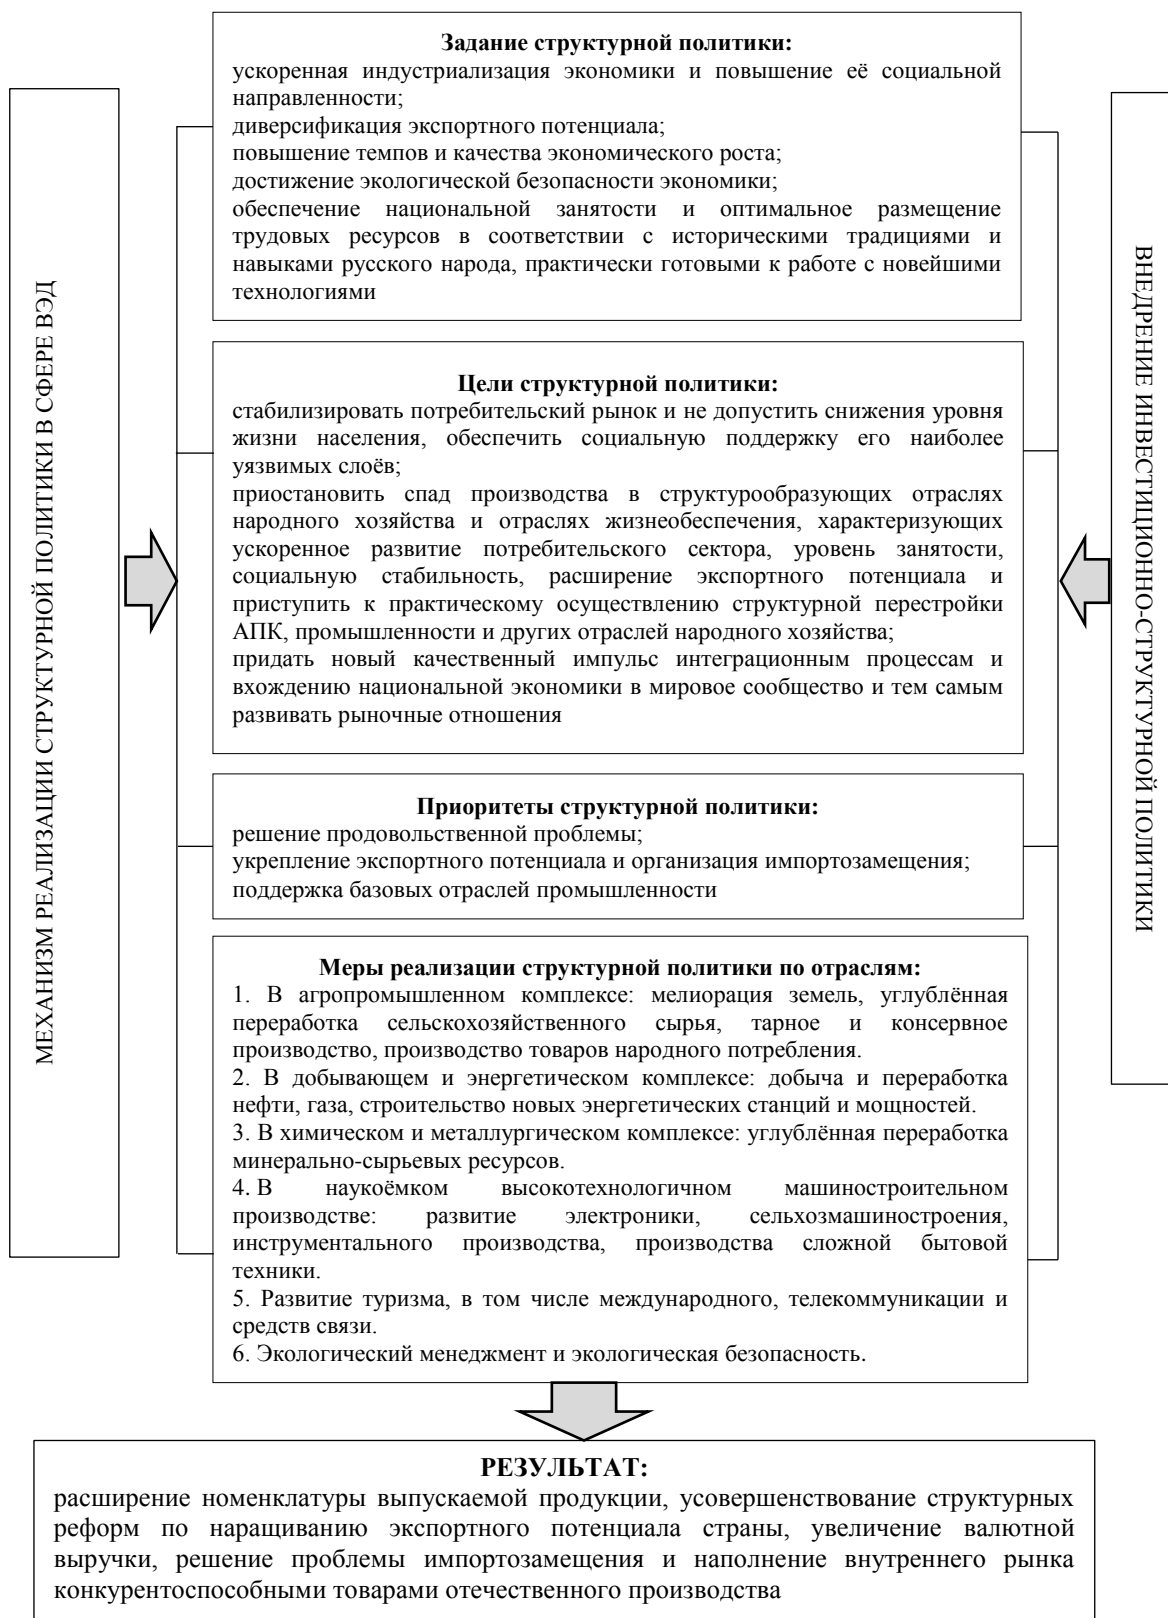 Задание структурной политики:
ускоренная индустриализация экономики и повышение её социальной
направленности;
диверсификация экспортного потенциала;
повышение темпов и качества экономического роста;
достижение экологической безопасности экономики;
обеспечение национальной занятости и оптимальное размещение
трудовых ресурсов в соответствии с историческими традициями и
навыками русского народа, практически готовыми к работе с новейшими
технологиями
МЕХАНИЗМ РЕАЛИЗАЦИИ СТРУКТУРНОЙ ПОЛИТИКИ В СФЕРЕ ВЭД
ВНЕДРЕНИЕ ИНВЕСТИЦИОННО-СТРУКТУРНОЙ ПОЛИТИКИ
Цели структурной политики:
стабилизировать потребительский рынок и не допустить снижения уровня
жизни населения, обеспечить социальную поддержку его наиболее
уязвимых слоёв;
приостановить спад производства в структурообразующих отраслях
народного хозяйства и отраслях жизнеобеспечения, характеризующих
ускоренное развитие потребительского сектора, уровень занятости,
социальную стабильность, расширение экспортного потенциала и
приступить к практическому осуществлению структурной перестройки
АПК, промышленности и других отраслей народного хозяйства;
придать новый качественный импульс интеграционным процессам и
вхождению национальной экономики в мировое сообщество и тем самым
развивать рыночные отношения
Приоритеты структурной политики:
решение продовольственной проблемы;
укрепление экспортного потенциала и организация импортозамещения;
поддержка базовых отраслей промышленности
Меры реализации структурной политики по отраслям:
1. В агропромышленном комплексе: мелиорация земель, углублённая
переработка сельскохозяйственного сырья, тарное и консервное
производство, производство товаров народного потребления.
2. В добывающем и энергетическом комплексе: добыча и переработка
нефти, газа, строительство новых энергетических станций и мощностей.
3. В химическом и металлургическом комплексе: углублённая переработка
минерально-сырьевых ресурсов.
4. В наукоёмком высокотехнологичном машиностроительном
производстве: развитие электроники, сельхозмашиностроения,
инструментального производства, производства сложной бытовой
техники.
5. Развитие туризма, в том числе международного, телекоммуникации и
средств связи.
6. Экологический менеджмент и экологическая безопасность.
РЕЗУЛЬТАТ:
расширение номенклатуры выпускаемой продукции, усовершенствование структурных
реформ по наращиванию экспортного потенциала страны, увеличение валютной
выручки, решение проблемы импортозамещения и наполнение внутреннего рынка
конкурентоспособными товарами отечественного производства